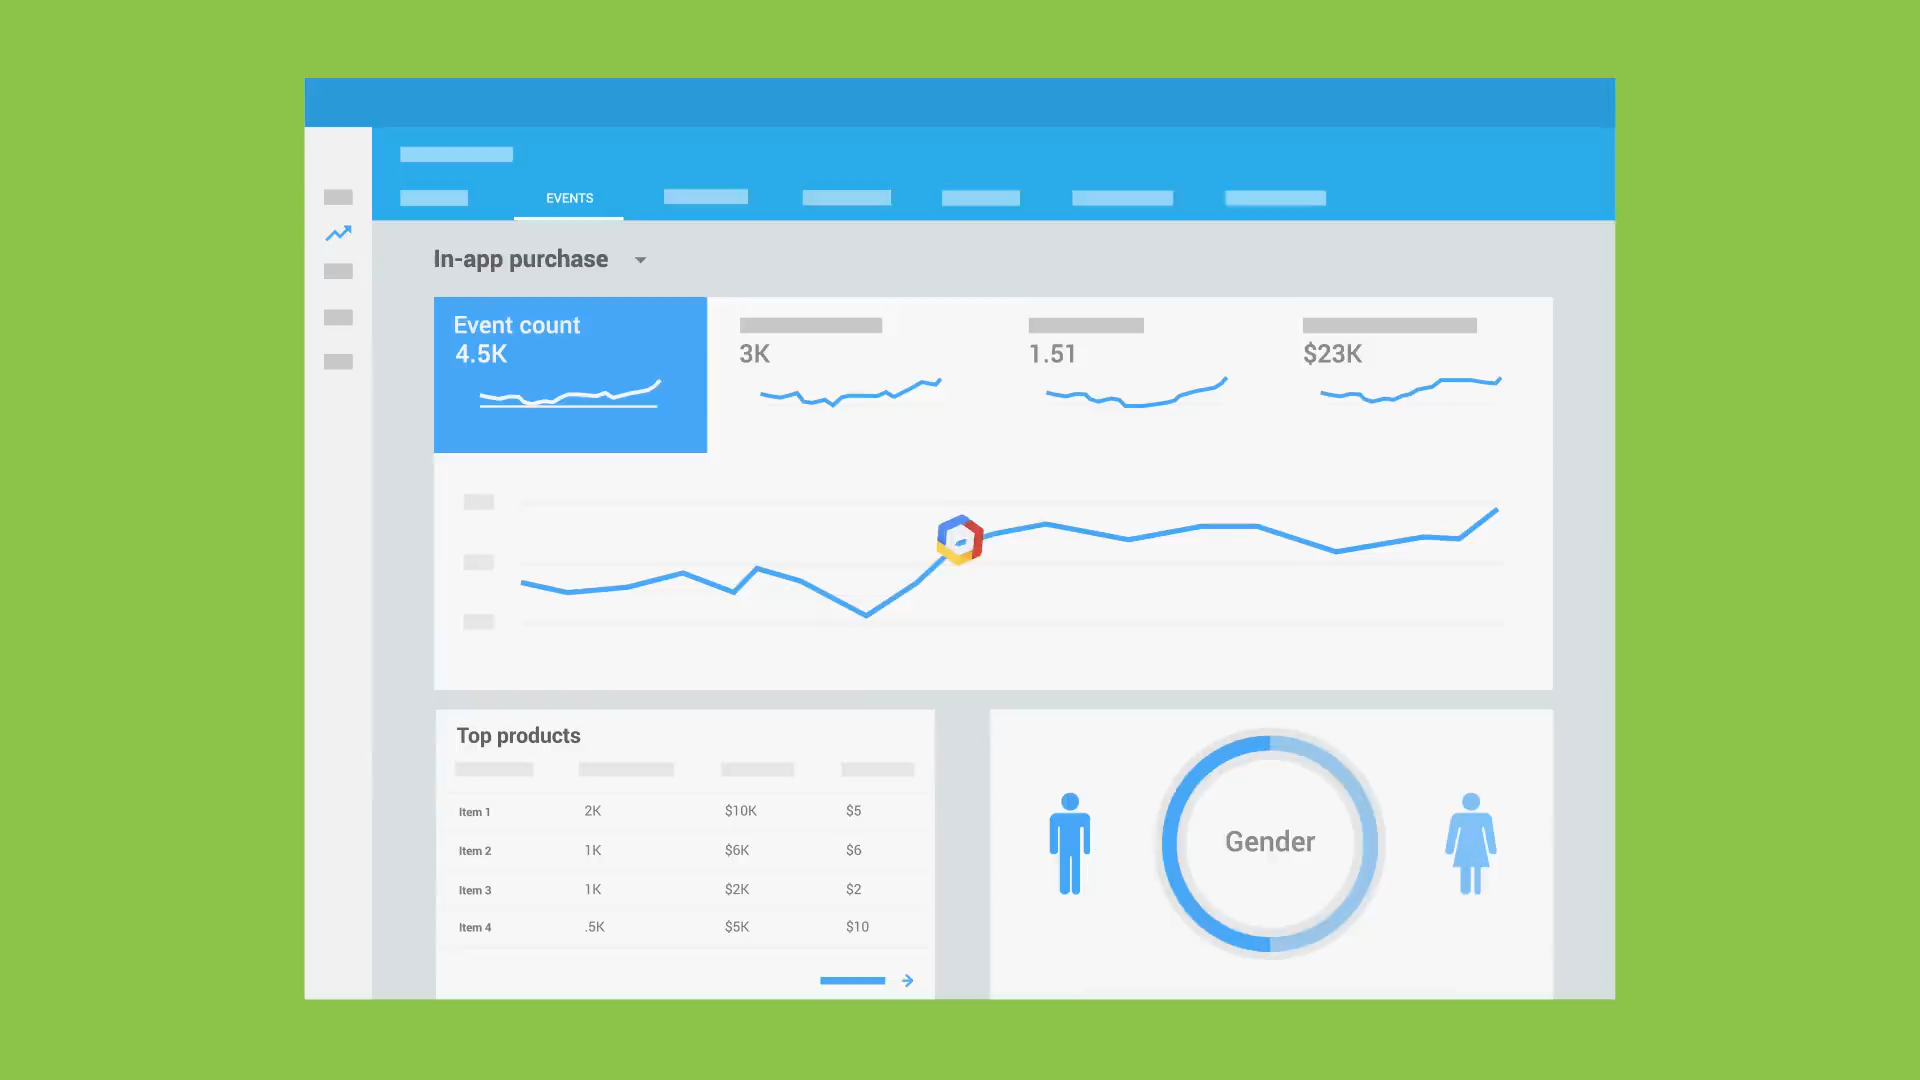 EVENTS
In-app purchase
Event count
4.5K
3K
1.51
$23K
Top products
Item 1 2K $10K $5
Item 2 1K $6K $6
Item 3 1K $2K $2
Item 4 .5K $5K $10
Gender